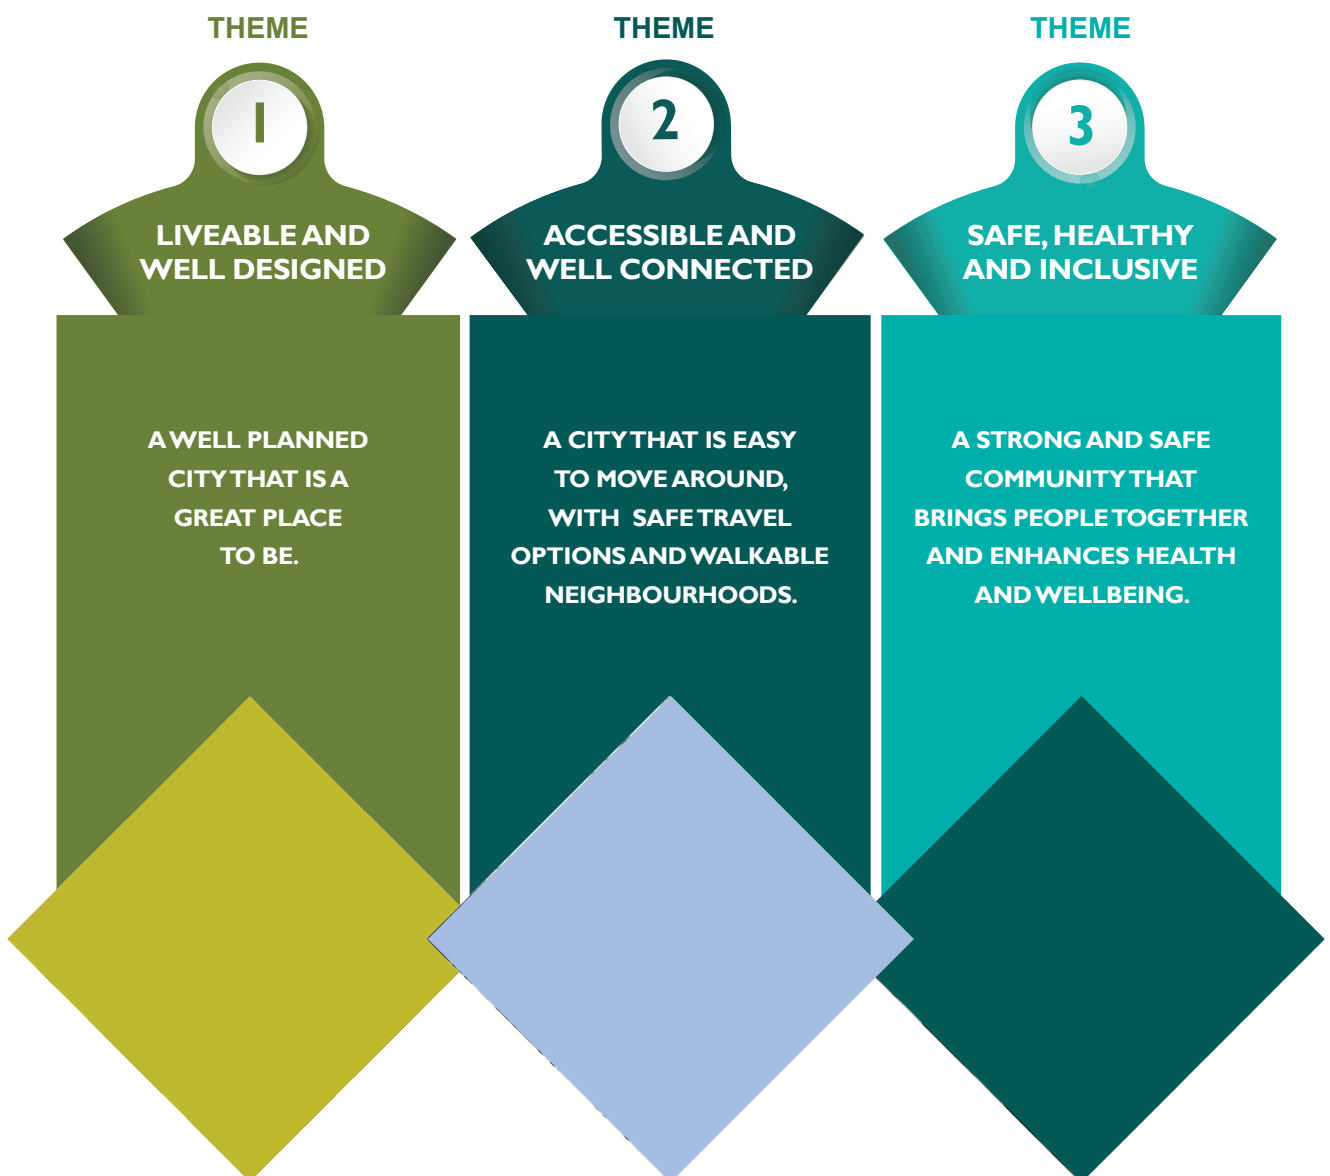 THEME
1
LIVEABLE AND
WELL DESIGNED
A WELL PLANNED
CITY THAT IS A
GREAT PLACE
TO BE.
THEME
2
ACCESSIBLE AND
WELL CONNECTED
A CITY THAT IS EASY
TO MOVE AROUND,
WITH SAFE TRAVEL
OPTIONS AND WALKABLE
NEIGHBOURHOODS.
THEME
3
SAFE, HEALTHY
AND INCLUSIVE
A STRONG AND SAFE
COMMUNITY THAT
BRINGS PEOPLE TOGETHER
AND ENHANCES HEALTH
AND WELLBEING.